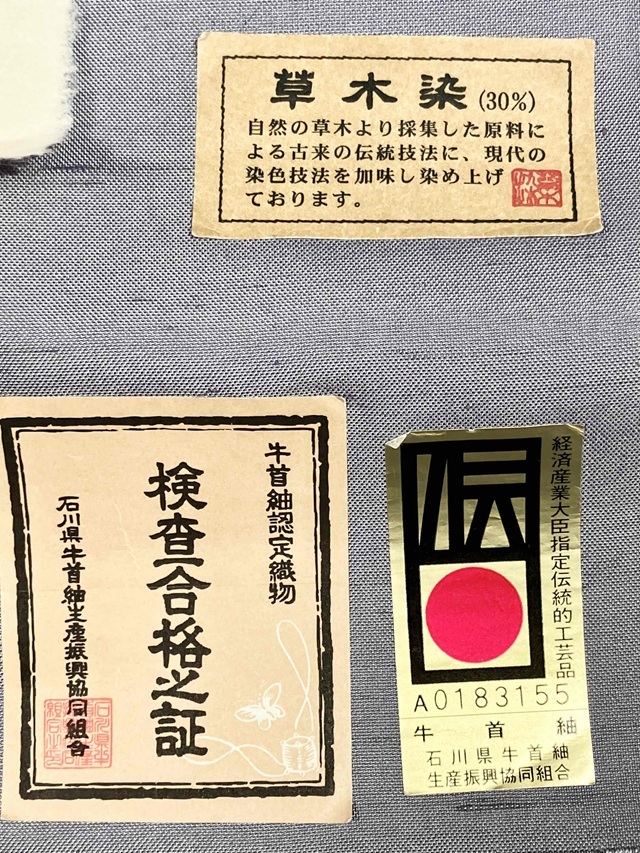 草木染(30%)
自然の草木より採集した原料に
よる古来の伝統技法に、現代の
染色技法を加味し染め上げ
ております。
牛首紬認定織物
検査合格之証
石川県牛首紬生産振興協同組合
伝
経済産業大臣指定伝統的工芸品
A0183155
牛首紬
石川県牛首紬
生産振興協同組合